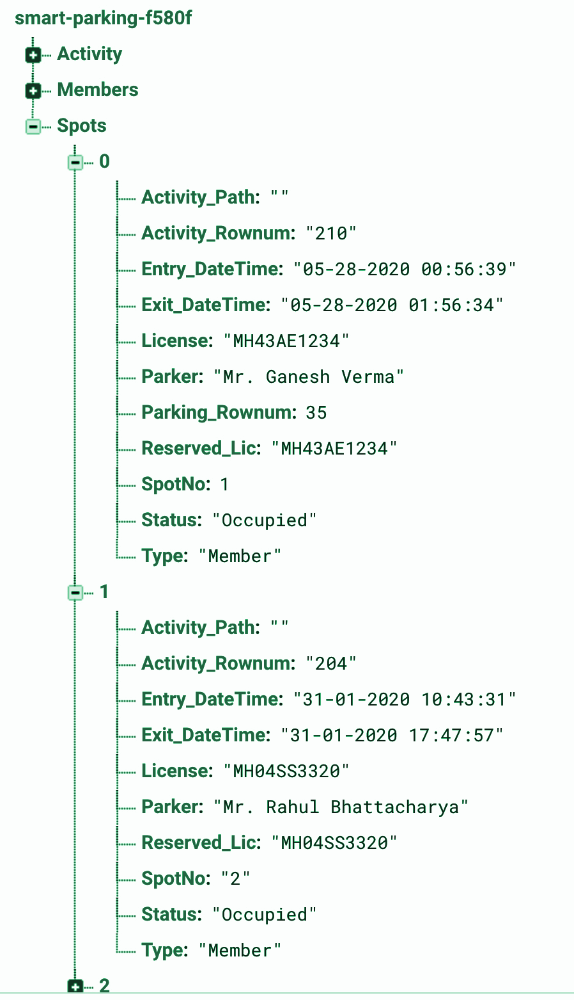 smart-parking-f580f
Activity
Members
Spots
0
Activity_Path: ""
Activity_Rownum: "210"
Entry_DateTime: "05-28-2020 00:56:39"
Exit_DateTime: "05-28-2020 01:56:34"
License: "MH43AE1234"
Parker: "Mr. Ganesh Verma"
Parking_Rownum: 35
Reserved_Lic: "MH43AE1234"
SpotNo: 1
Status: "Occupied"
Type: "Member"
1
Activity_Path: ""
Activity_Rownum: "204"
Entry_DateTime: "31-01-2020 10:43:31"
Exit_DateTime: "31-01-2020 17:47:57"
License: "MH04SS3320"
Parker: "Mr. Rahul Bhattacharya"
Reserved_Lic: "MH04SS3320"
SpotNo: "2"
Status: "Occupied"
Type: "Member"
2